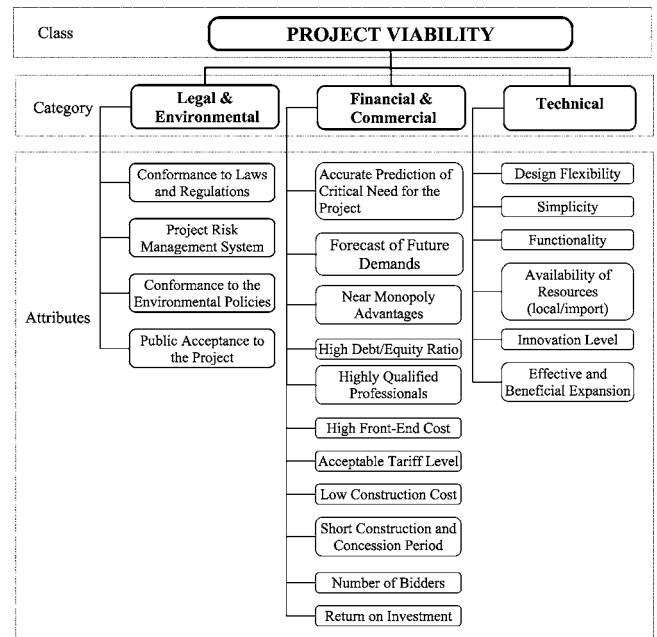 Class
PROJECT VIABILITY
Category
Legal &
Environmental
Financial &
Commercial
Technical
Attributes
Conformance to Laws
and Regulations
Project Risk
Management System
Conformance to the
Environmental Policies
Public Acceptance to
the Project
Accurate Prediction of
Critical Need for the
Project
Forecast of Future
Demands
Near Monopoly
Advantages
High Debt/Equity Ratio
Highly Qualified
Professionals
High Front-End Cost
Acceptable Tariff Level
Low Construction Cost
Short Construction and
Concession Period
Number of Bidders
Return on Investment
Design Flexibility
Simplicity
Functionality
Availability of
Resources
(local/import)
Innovation Level
Effective and
Beneficial Expansion